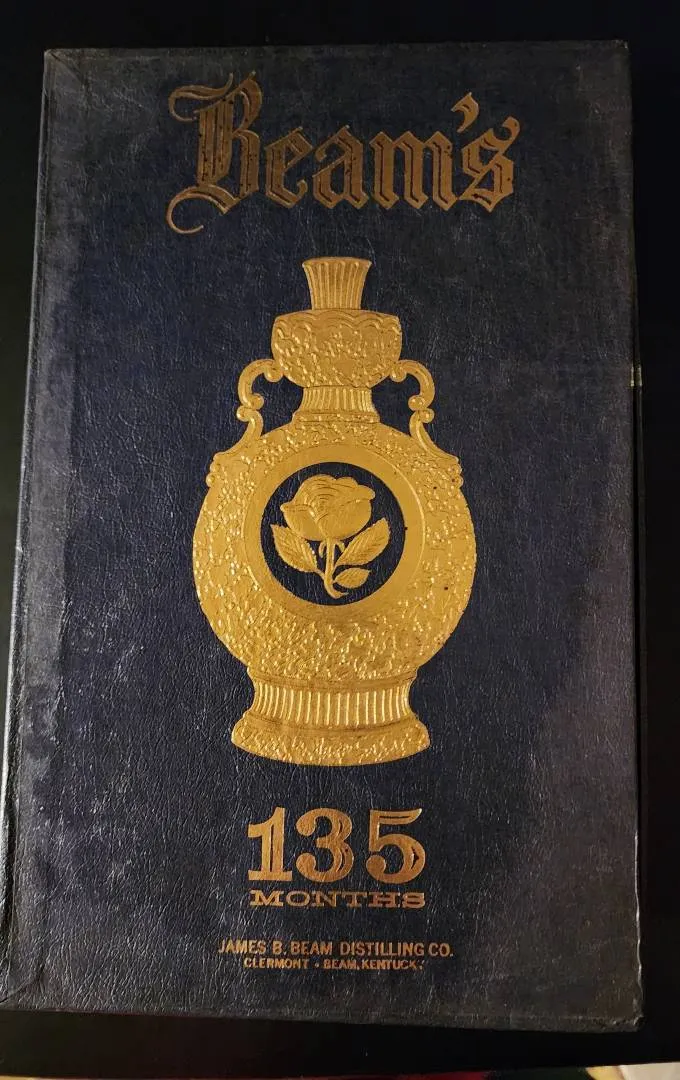 Beam's
135
MONTHS
JAMES B. BEAM DISTILLING CO.
CLERMONT • BEAM, KENTUCKY